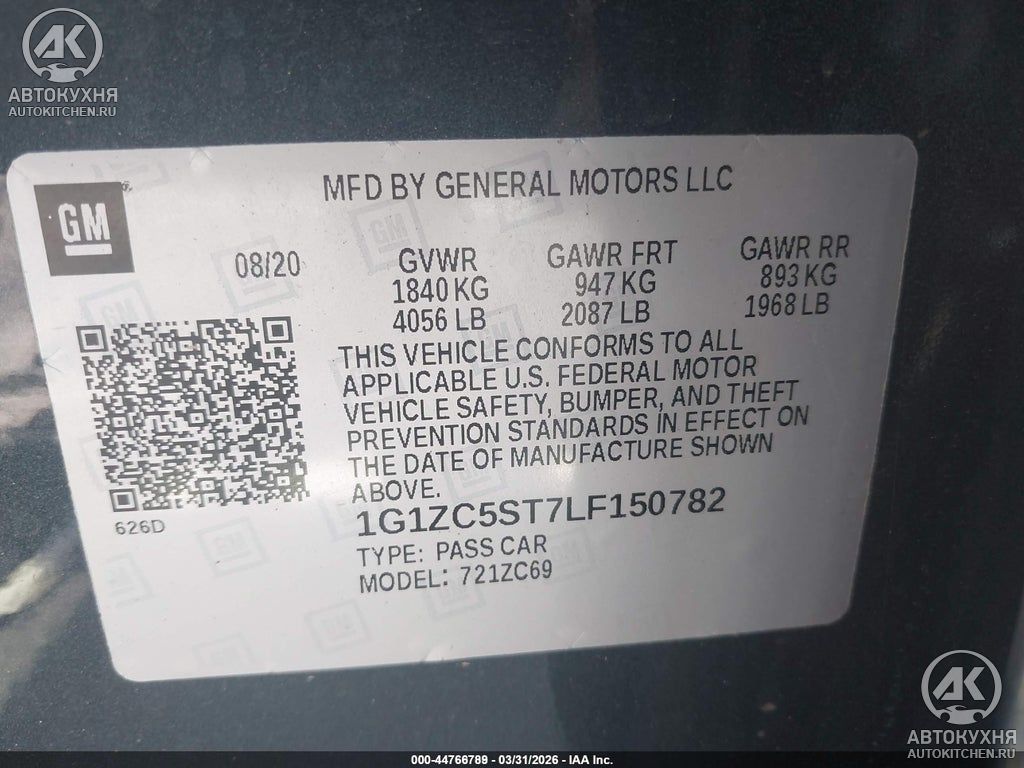 АК
АВТОКУХНЯ
AUTOKITCHEN.RU
MFD BY GENERAL MOTORS LLC
GM
08/20
GVWR
1840 KG
4056 LB
GAWR FRT
947 KG
2087 LB
GAWR RR
893 KG
1968 LB
THIS VEHICLE CONFORMS TO ALL
APPLICABLE U.S. FEDERAL MOTOR
VEHICLE SAFETY, BUMPER, AND THEFT
PREVENTION STANDARDS IN EFFECT ON
THE DATE OF MANUFACTURE SHOWN
ABOVE.
626D
1G1ZC5ST7LF150782
TYPE: PASS CAR
MODEL: 721ZC69
АК
АВТОКУХНЯ
AUTOKITCHEN.RU
000-44766789 - 03/31/2026 - IAA Inc.